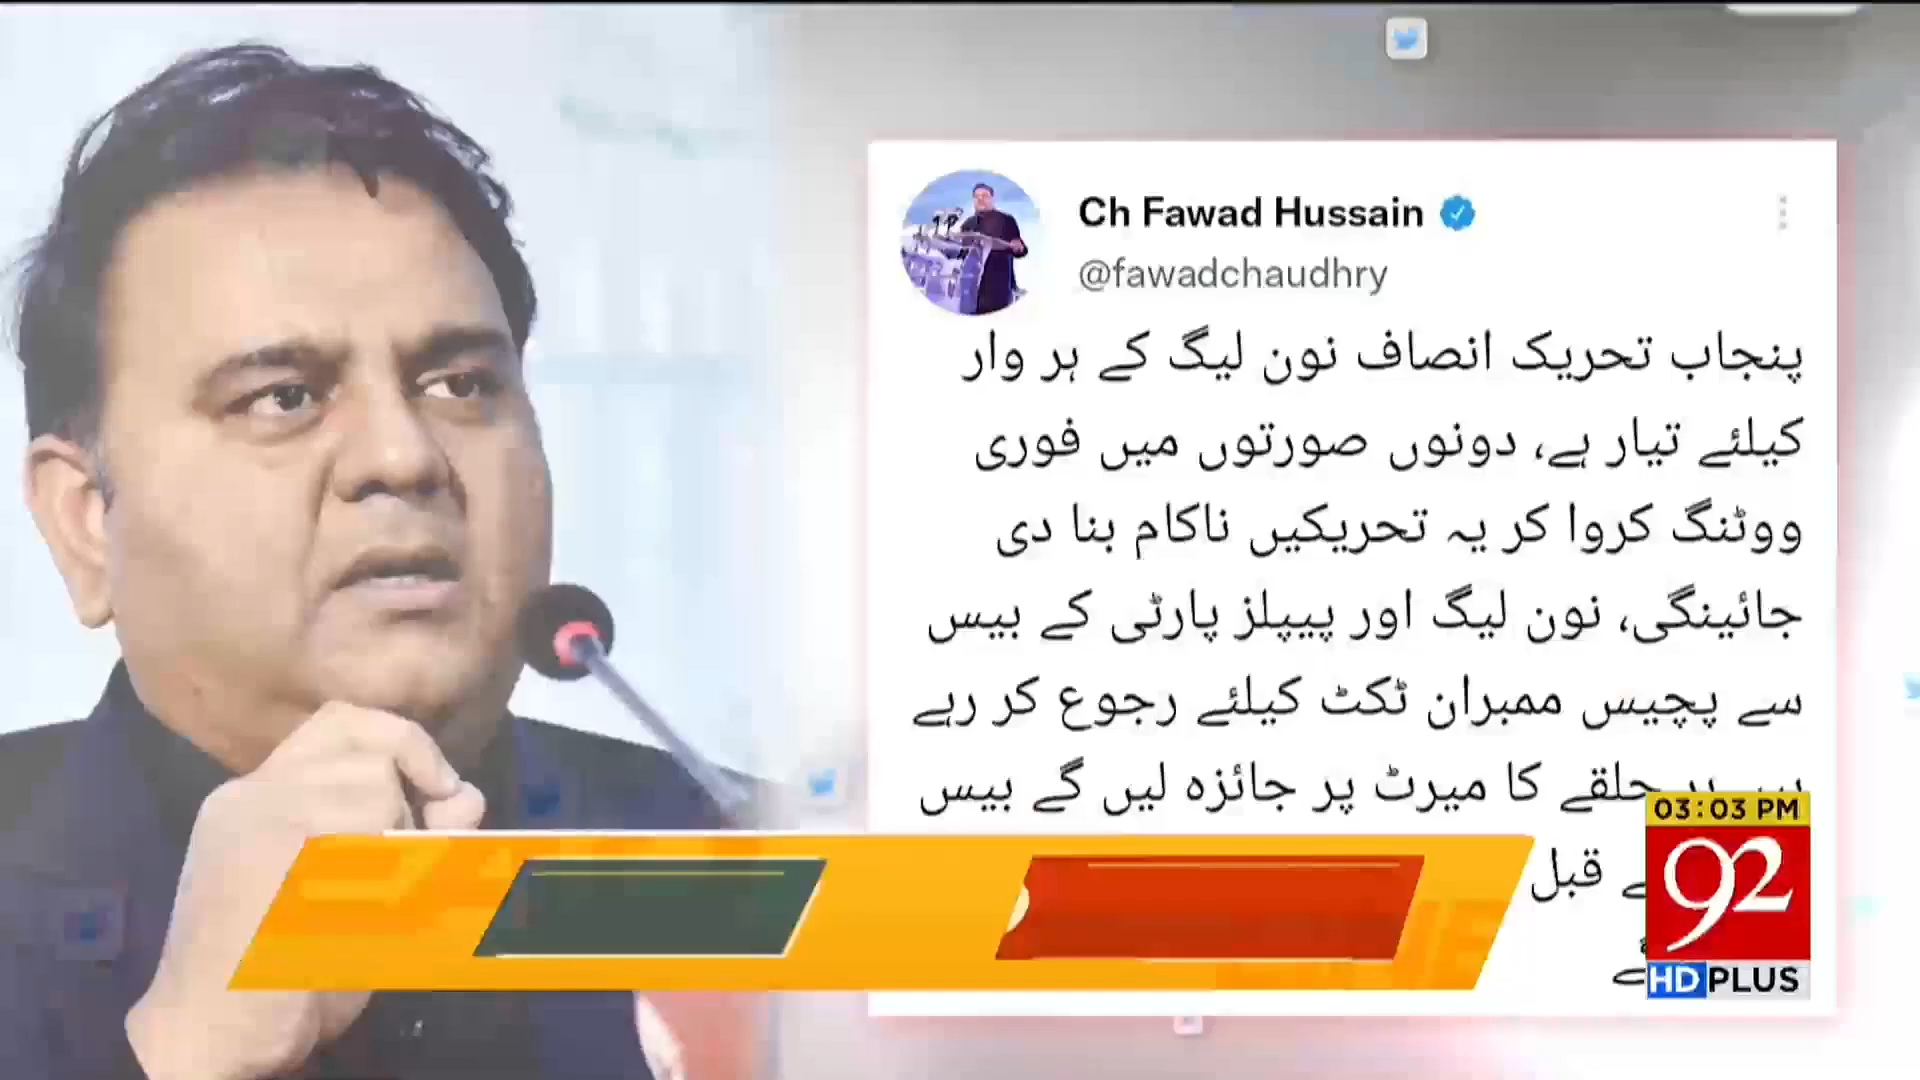 Ch Fawad Hussain
@fawadchaudhry
پنجاب تحریک انصاف نون لیگ کے ہر وار
کیلئے تیار ہے، دونوں صورتوں میں فوری
ووٹنگ کروا کر یہ تحریکیں ناکام بنا دی
جائینگی، نون لیگ اور پیپلز پارٹی کے بیس
سے پچیس ممبران ٹکٹ کیلئے رجوع کر رہے
حلقے کا میرٹ پر جائزہ لیں گے بیس
قبل
03:03 PM
92
HD PLUS